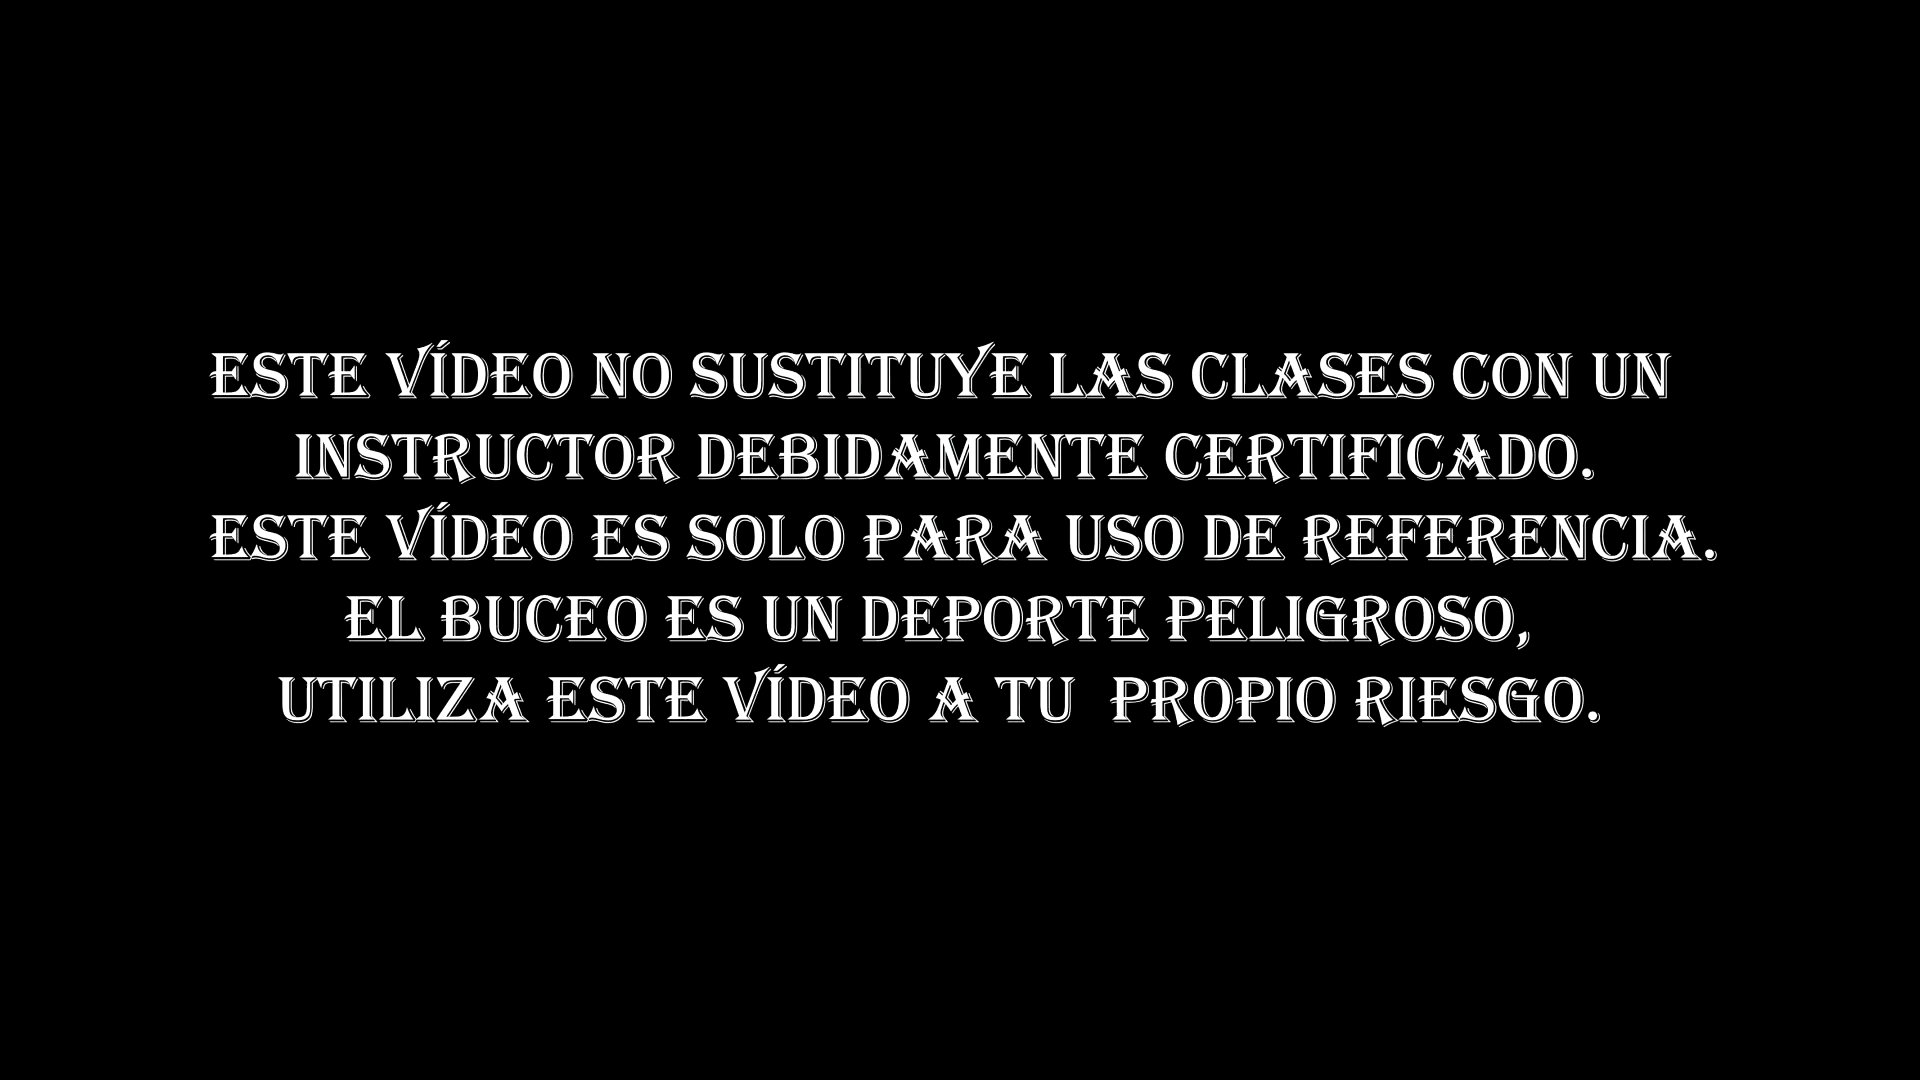 ESTE VÍDEO NO SUSTITUYE LAS CLASES CON UN
INSTRUCTOR DEBIDAMENTE CERTIFICADO.
ESTE VÍDEO ES SOLO PARA USO DE REFERENCIA.
EL BUCEO ES UN DEPORTE PELIGROSO,
UTILIZA ESTE VÍDEO A TU  PROPIO RIESGO.